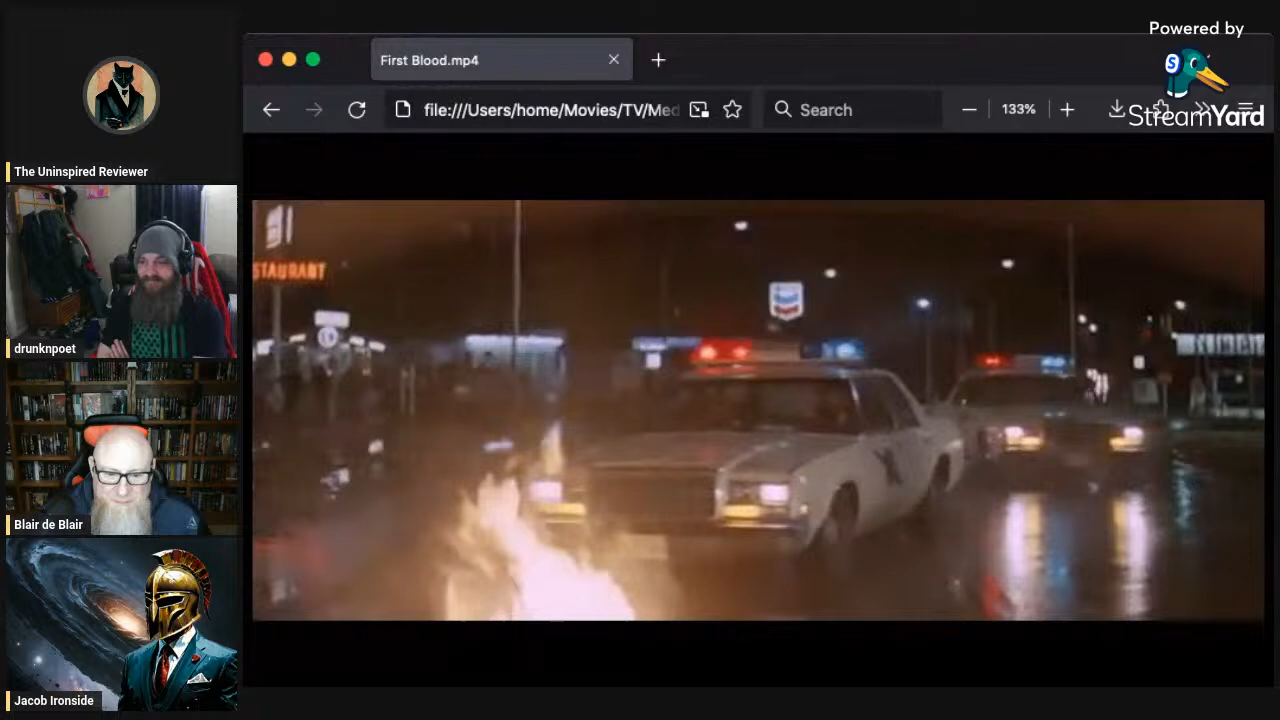 Powered by
StreamYard
First Blood.mp4
file:///Users/home/Movies/TV/Med
Search
133%
The Uninspired Reviewer
STAURANT
drunknpoet
Blair de Blair
Jacob Ironside